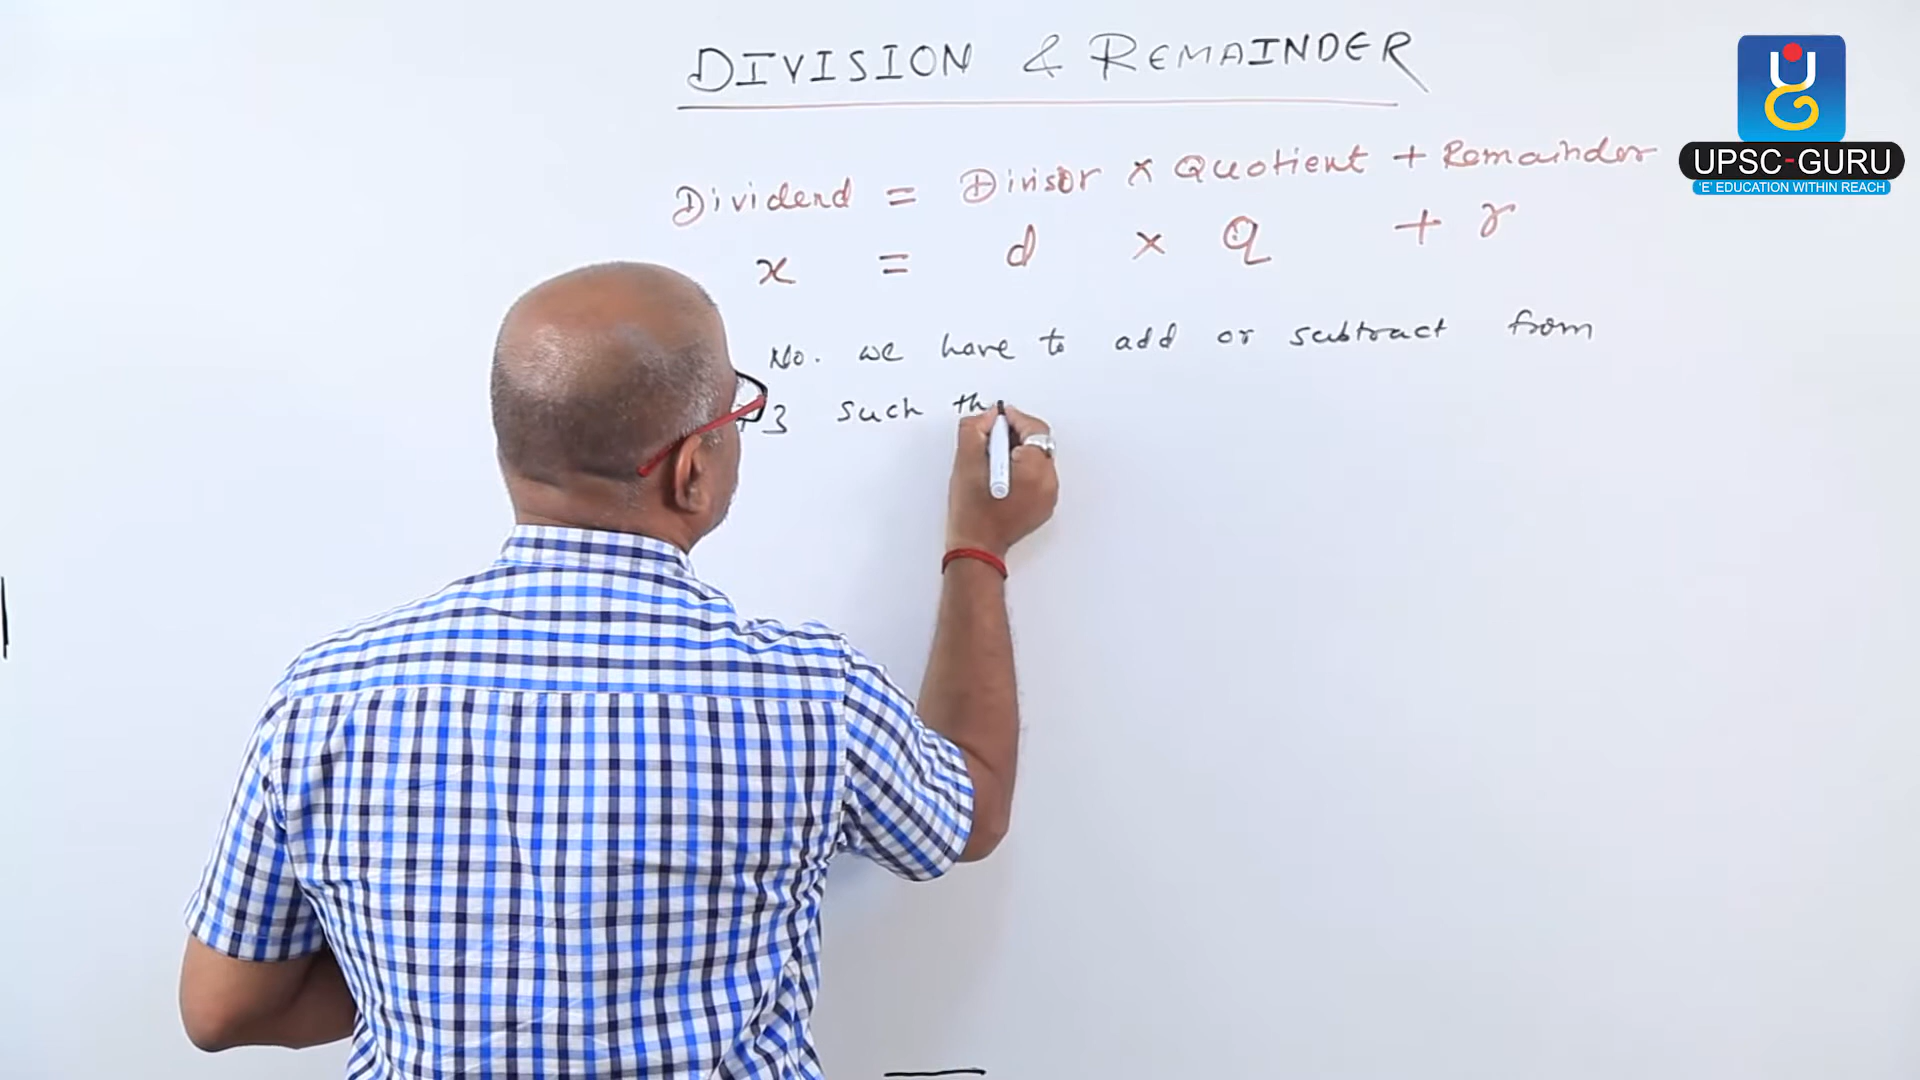 DIVISION & REMAINDER
Dividend = Divisor × Quotient + Remainder
x = d × Q + r
No. we have to add or subtract from
73 such th
UPSC-GURU
'E' EDUCATION WITHIN REACH